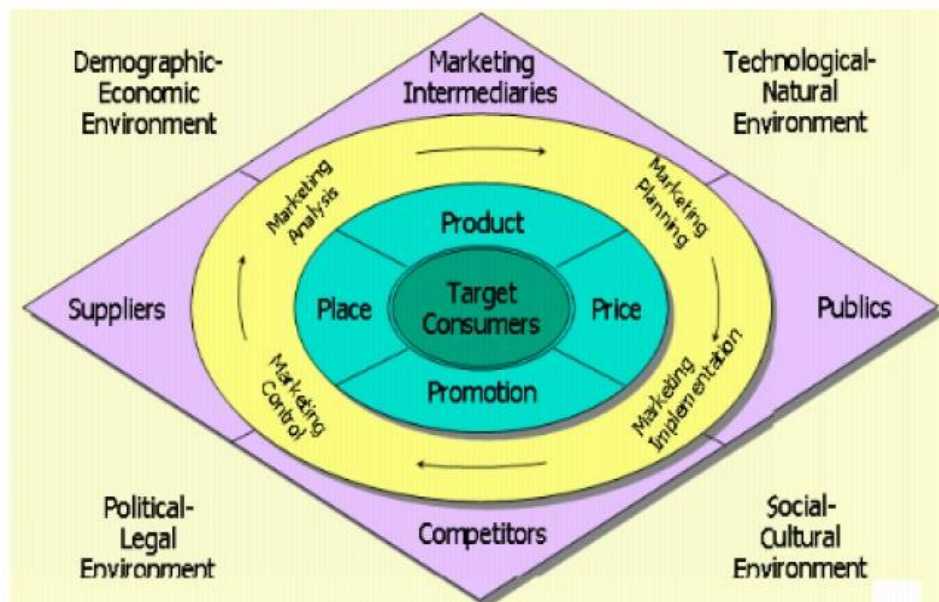 Demographic-
Economic
Environment
Marketing
Intermediaries
Technological-
Natural
Environment
Marketing
Analysis
Marketing
Planning
Product
Suppliers
Place
Target
Consumers
Price
Publics
Promotion
Marketing
Control
Marketing
Implementation
Political-
Legal
Environment
Competitors
Social-
Cultural
Environment